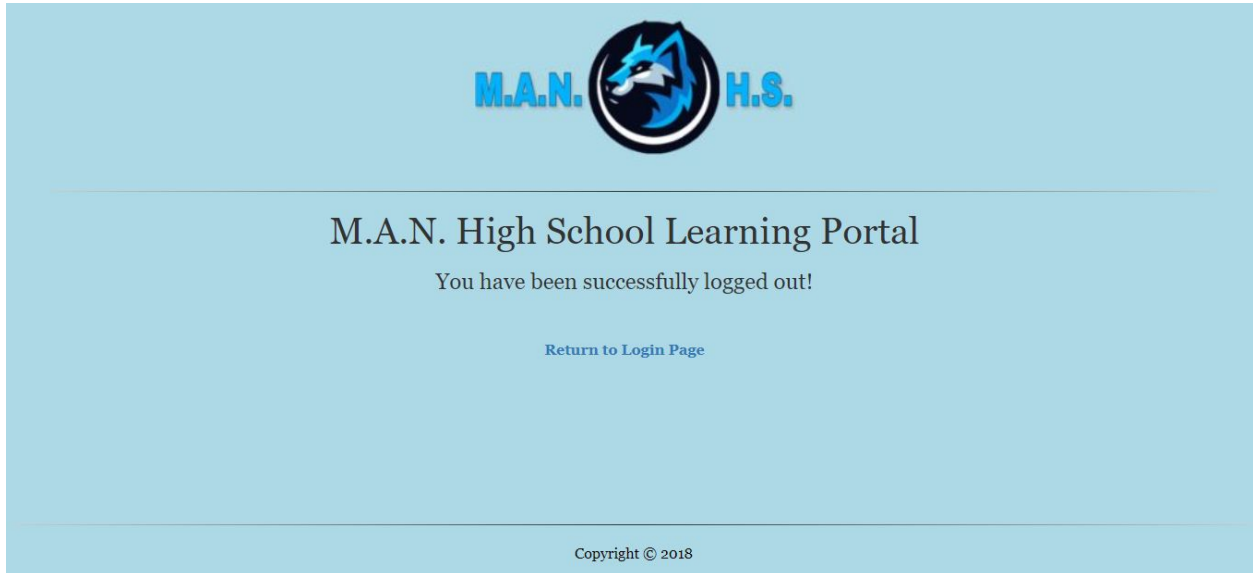 M.A.N. H.S.
M.A.N. High School Learning Portal
You have been successfully logged out!
Return to Login Page
Copyright © 2018